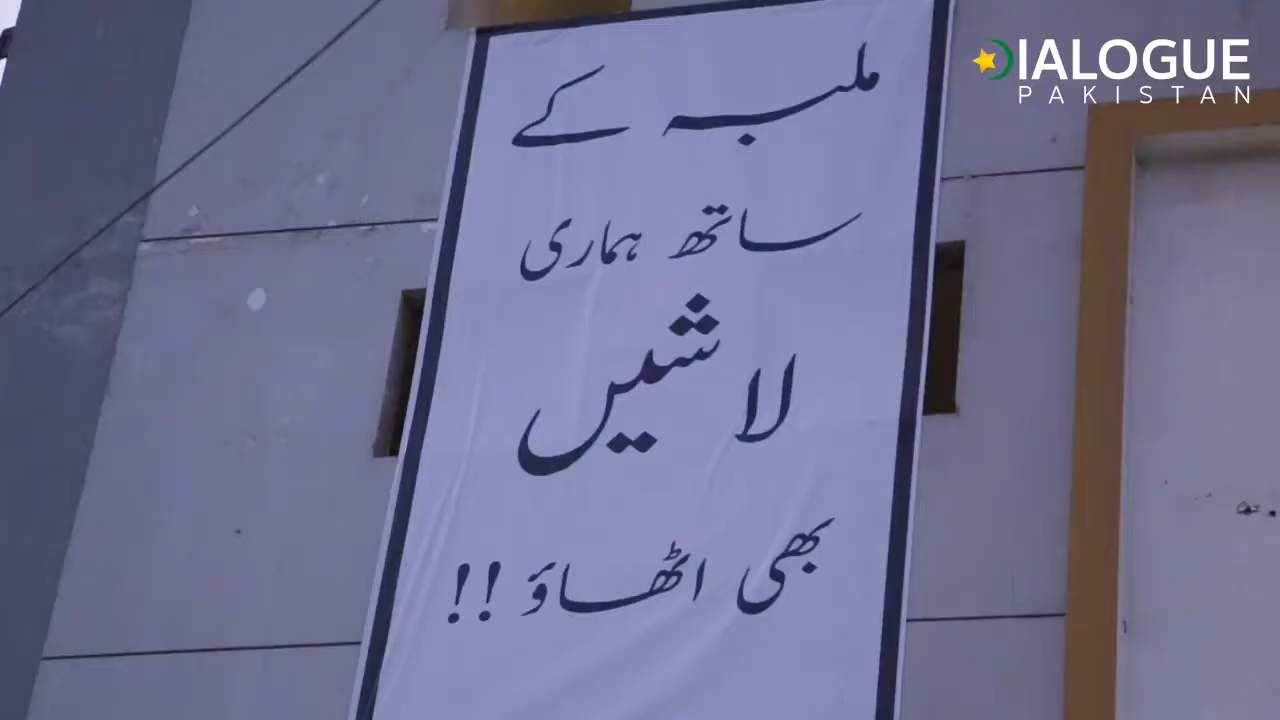 DIALOGUE
PAKISTAN
ملبہ کے
ساتھ ہماری
لاشیں
بھی اٹھاؤ !!